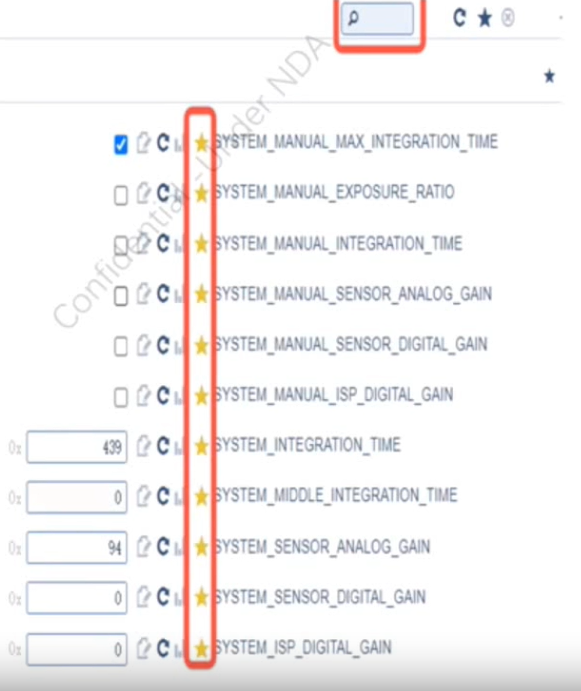 Confidential - Under NDA
SYSTEM_MANUAL_MAX_INTEGRATION_TIME
SYSTEM_MANUAL_EXPOSURE_RATIO
SYSTEM_MANUAL_INTEGRATION_TIME
SYSTEM_MANUAL_SENSOR_ANALOG_GAIN
SYSTEM_MANUAL_SENSOR_DIGITAL_GAIN
SYSTEM_MANUAL_ISP_DIGITAL_GAIN
0x 439 SYSTEM_INTEGRATION_TIME
0x 0 SYSTEM_MIDDLE_INTEGRATION_TIME
0x 94 SYSTEM_SENSOR_ANALOG_GAIN
0x 0 SYSTEM_SENSOR_DIGITAL_GAIN
0x 0 SYSTEM_ISP_DIGITAL_GAIN